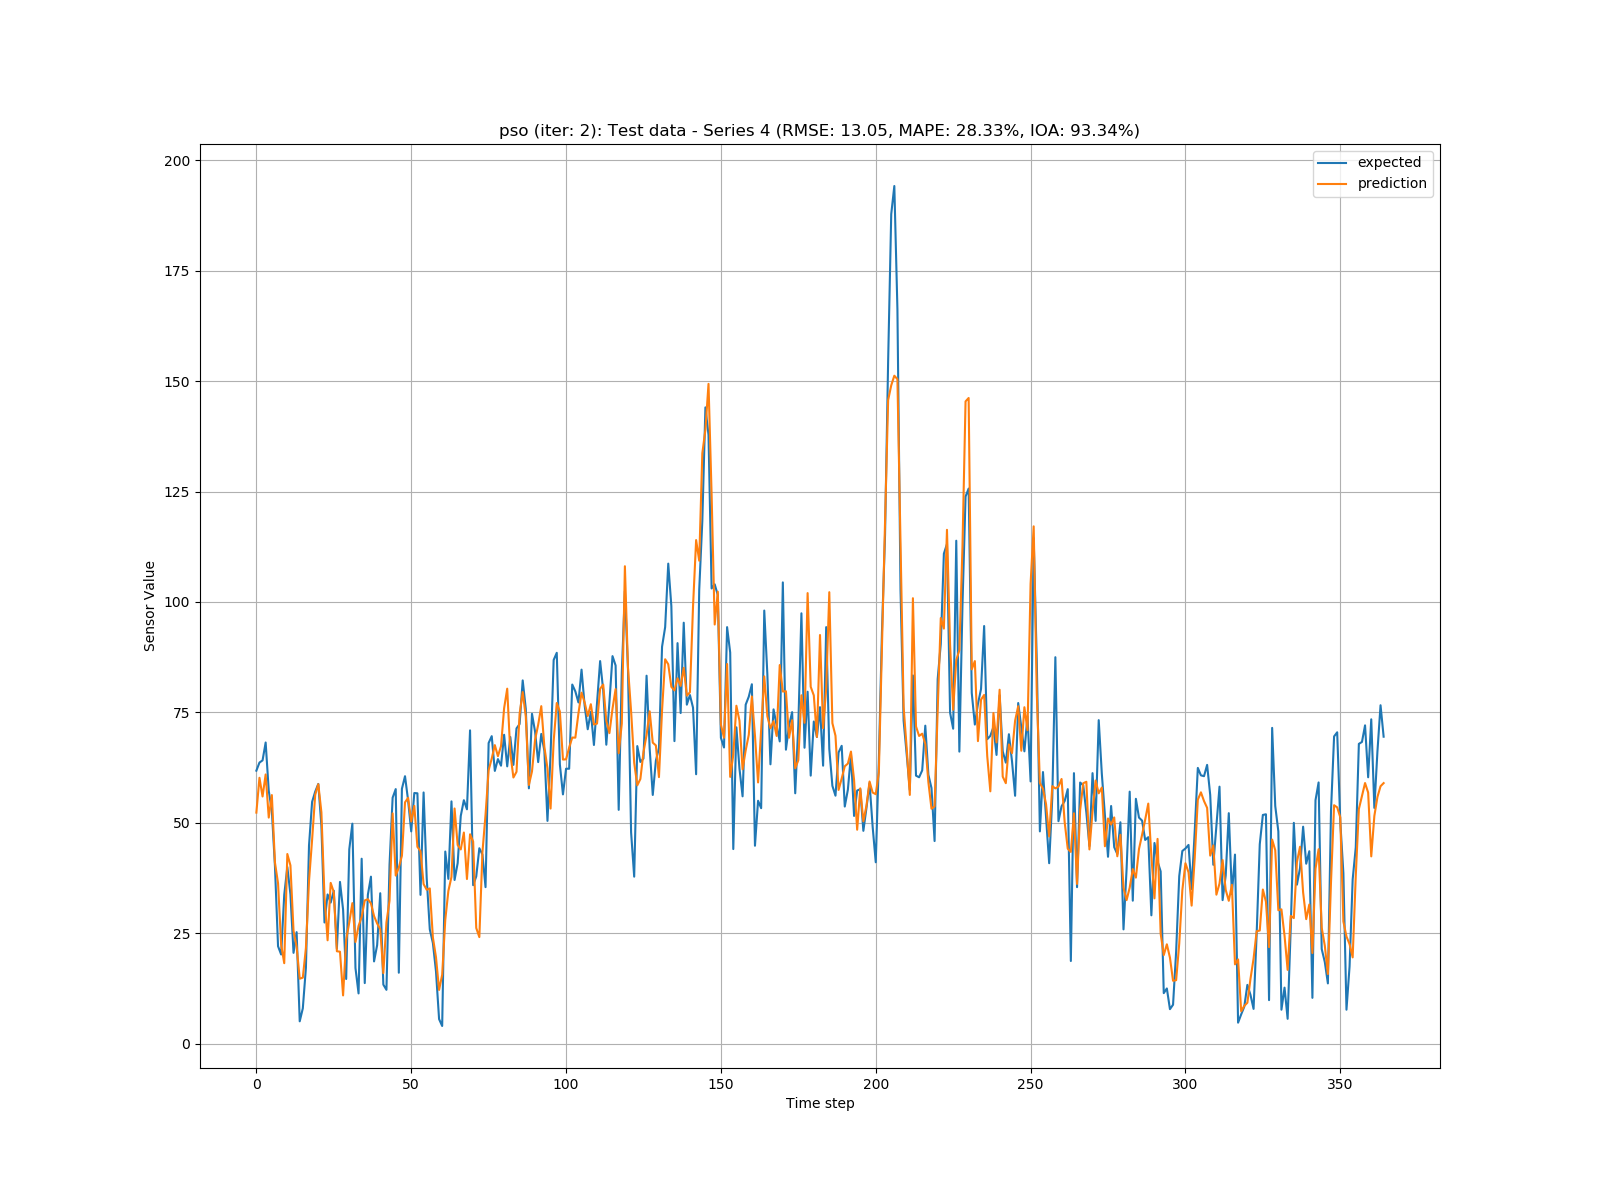 pso (iter: 2): Test data - Series 4 (RMSE: 13.05, MAPE: 28.33%, IOA: 93.34%)
expected
prediction
200
175
150
125
100
75
50
25
0
Sensor Value
0 50 100 150 200 250 300 350
Time step